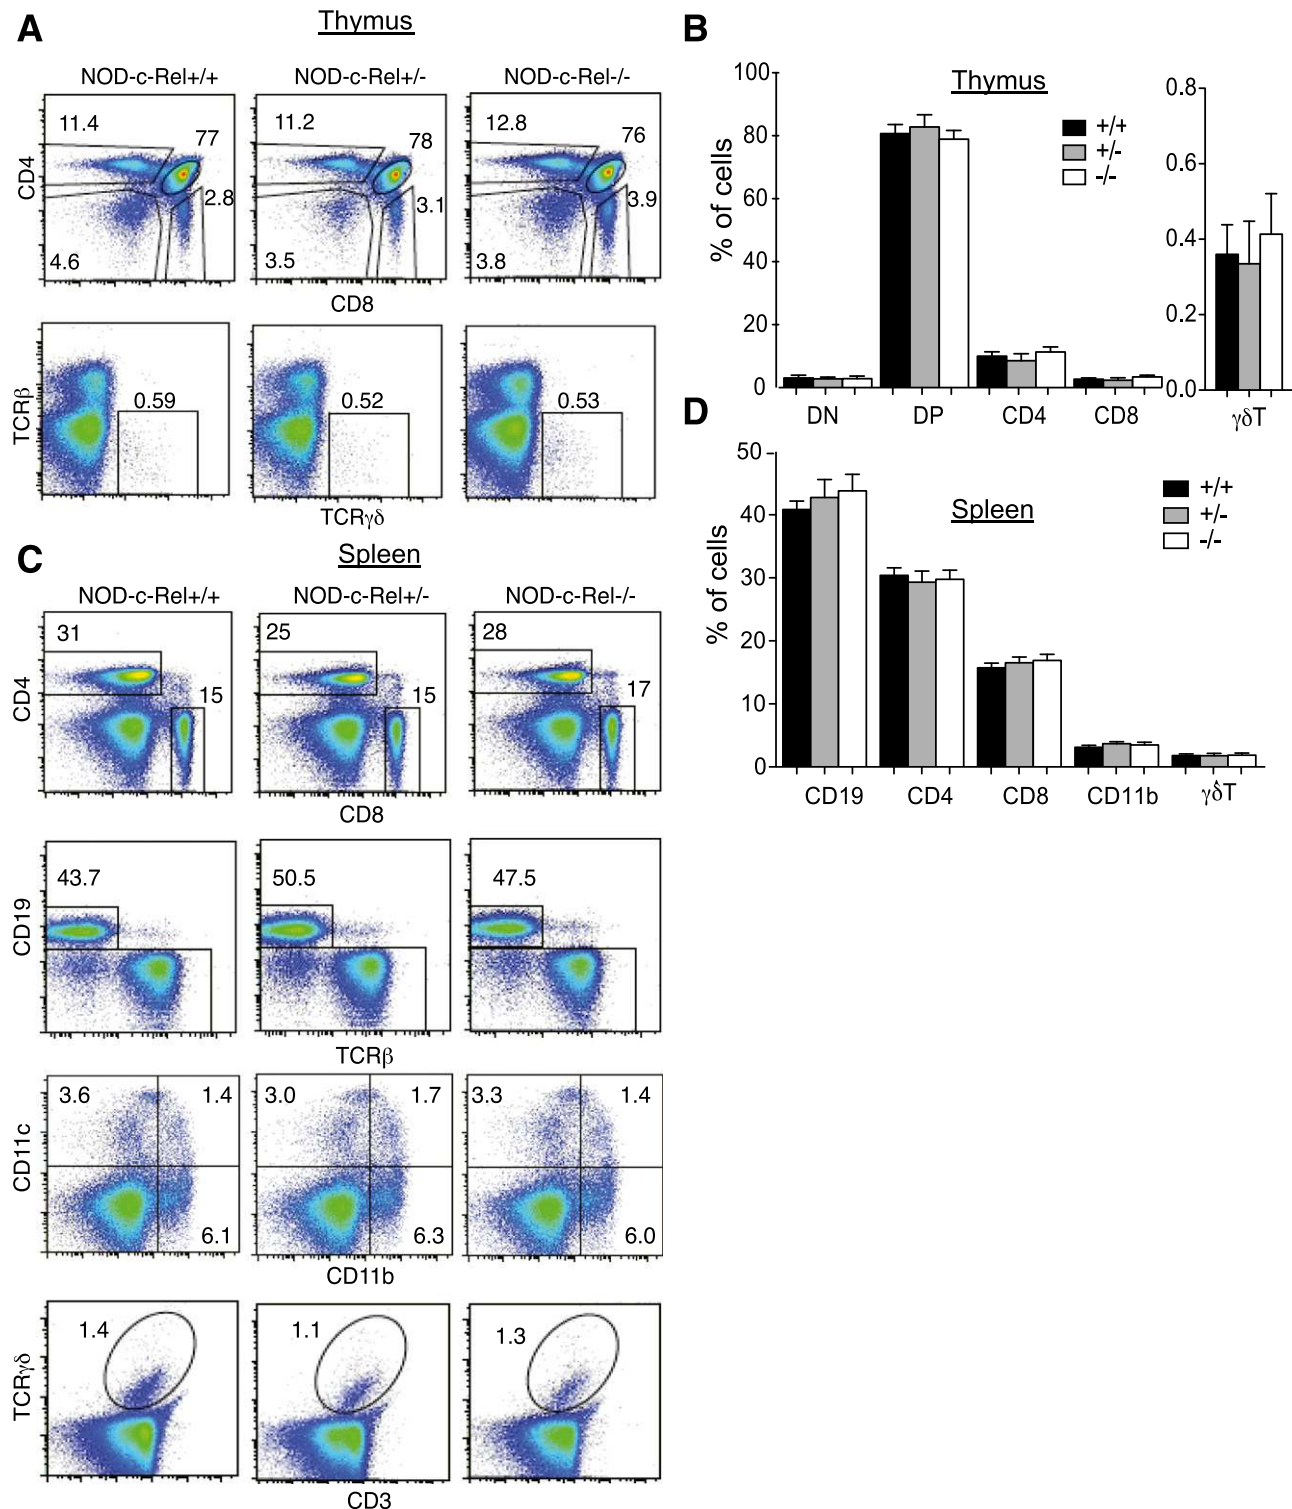 A
Thymus
NOD-c-Rel+/+ NOD-c-Rel+/- NOD-c-Rel-/-
CD4
11.4 77 2.8 4.6
11.2 78 3.1 3.5
12.8 76 3.9 3.8
CD8
TCRβ
0.59 0.52 0.53
TCRγδ
B
Thymus
% of cells
100
80
60
40
20
0
+/+
+/-
-/-
DN DP CD4 CD8
0.8
0.6
0.4
0.2
0.0
γδT
C
Spleen
NOD-c-Rel+/+ NOD-c-Rel+/- NOD-c-Rel-/-
CD4
31 15 25 15 28 17
CD8
CD19
43.7 50.5 47.5
TCRβ
CD11c
3.6 1.4 3.0 1.7 3.3 1.4
6.1 6.3 6.0
CD11b
TCRγδ
1.4 1.1 1.3
CD3
D
Spleen
% of cells
50
40
30
20
10
0
+/+
+/-
-/-
CD19 CD4 CD8 CD11b γδT